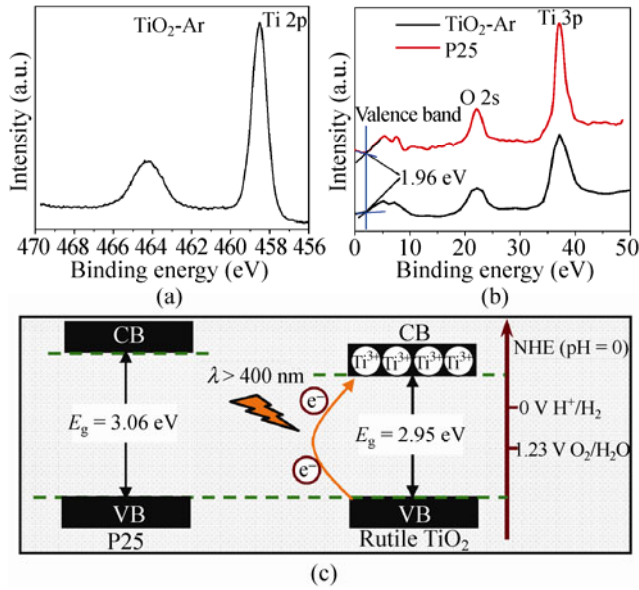 (a)
TiO₂-Ar
Ti 2p
Intensity (a.u.)
470 468 466 464 462 460 458 456
Binding energy (eV)
(a)
(b)
TiO₂-Ar
P25
Ti 3p
O 2s
Valence band
1.96 eV
Intensity (a.u.)
0 10 20 30 40 50
Binding energy (eV)
(b)
CB
CB
Ti³⁺ Ti³⁺ Ti³⁺ Ti³⁺
NHE (pH = 0)
λ > 400 nm
e⁻
0 V H⁺/H₂
Eg = 3.06 eV
Eg = 2.95 eV
1.23 V O₂/H₂O
e⁻
VB
VB
P25
Rutile TiO₂
(c)